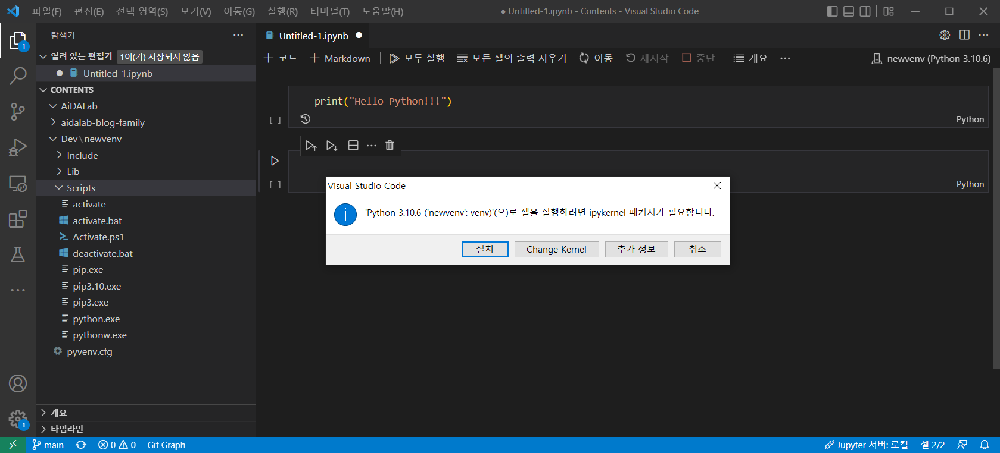 파일(F) 편집(E) 선택 영역(S) 보기(V) 이동(G) 실행(R) 터미널(T) 도움말(H) ● Untitled-1.ipynb - Contents - Visual Studio Code
탐색기
Untitled-1.ipynb
열려 있는 편집기 1이(가) 저장되지 않음
Untitled-1.ipynb
CONTENTS
AiDALab
aidalab-blog-family
Dev\newvenv
Include
Lib
Scripts
activate
activate.bat
Activate.ps1
deactivate.bat
pip.exe
pip3.10.exe
pip3.exe
python.exe
pythonw.exe
pyvenv.cfg
개요
타임라인
1
1
코드 Markdown 모두 실행 모든 셀의 출력 지우기 이동 재시작 중단 개요 newvenv (Python 3.10.6)
print("Hello Python!!!")
[ ] Python
[ ] Python
Visual Studio Code
'Python 3.10.6 ('newvenv': venv)'(으)로 셀을 실행하려면 ipykernel 패키지가 필요합니다.
설치 Change Kernel 추가 정보 취소
main 0 0 Git Graph Jupyter 서버: 로컬 셀 2/2